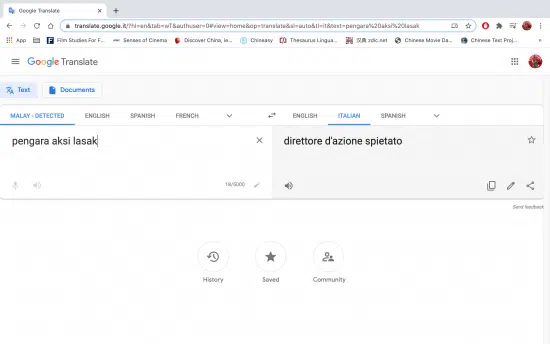 Google Translate
translate.google.it/?hl=en&tab=wT&authuser=0#view=home&op=translate&sl=auto&tl=it&text=pengara%20aksi%20lasak
App Film Studies For F... Senses of Cinema Discover China, le... Chineasy Thesaurus Lingua... 汉典 zdic.net Chinese Movie Da... Chinese Text Proj...
Google Translate
Text Documents
MALAY - DETECTED ENGLISH SPANISH FRENCH ENGLISH ITALIAN SPANISH
pengara aksi lasak
direttore d'azione spietato
18/5000
Send feedback
History Saved Community